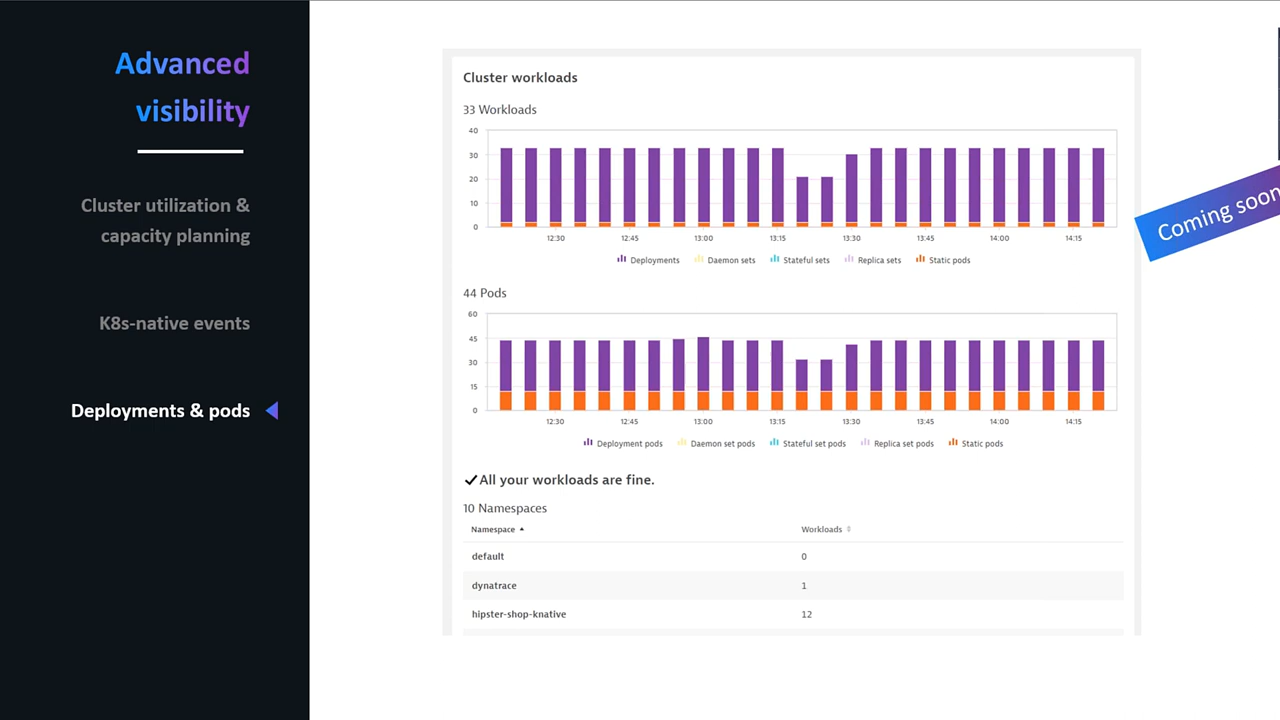 Advanced
visibility
Cluster utilization &
capacity planning
K8s-native events
Deployments & pods
Cluster workloads
33 Workloads
40
30
20
10
0
12:30 12:45 13:00 13:15 13:30 13:45 14:00 14:15
Deployments Daemon sets Stateful sets Replica sets Static pods
44 Pods
60
45
30
15
0
12:30 12:45 13:00 13:15 13:30 13:45 14:00 14:15
Deployment pods Daemon set pods Stateful set pods Replica set pods Static pods
All your workloads are fine.
10 Namespaces
Namespace Workloads
default 0
dynatrace 1
hipster-shop-knative 12
Coming soon